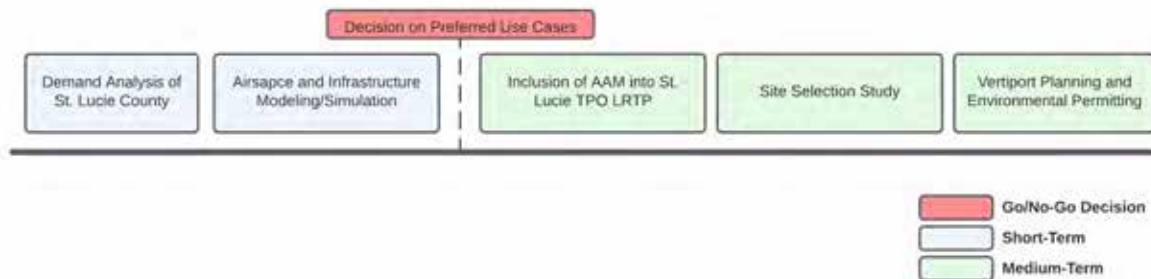 Decision on Preferred Use Cases
Demand Analysis of
St. Lucie County
Airsapce and Infrastructure
Modeling/Simulation
Inclusion of AAM into St.
Lucie TPO LRTP
Site Selection Study
Vertiport Planning and
Environmental Permitting
Go/No-Go Decision
Short-Term
Medium-Term